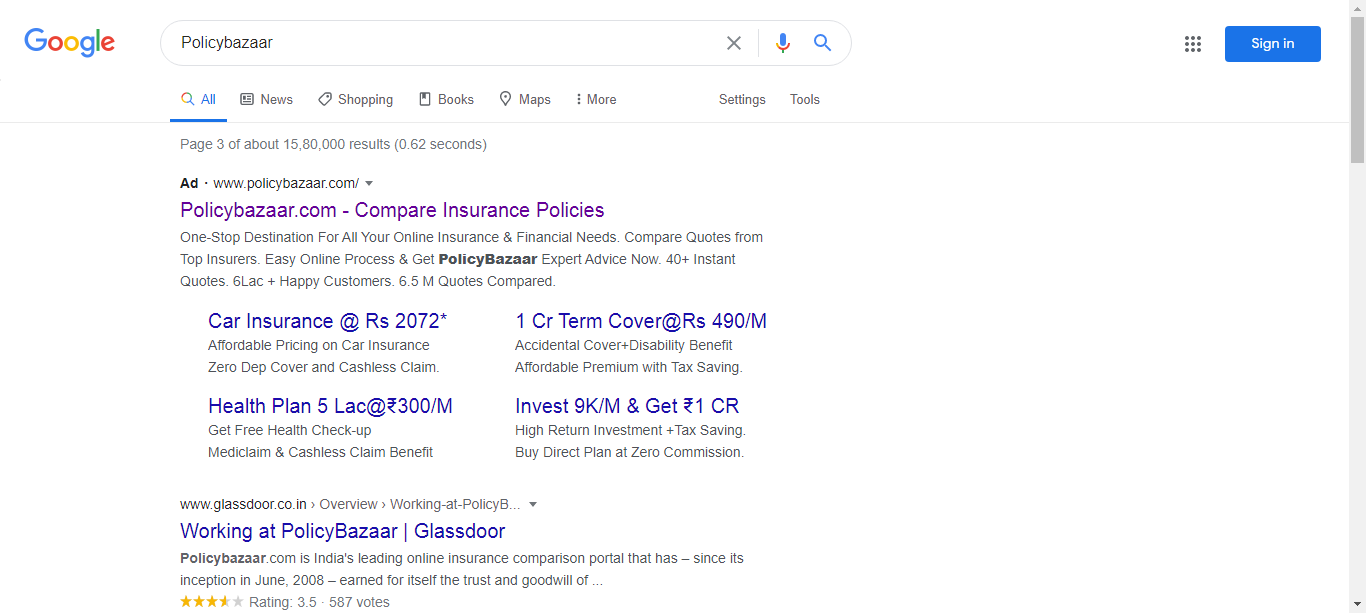 Google
Policybazaar
Sign in
All News Shopping Books Maps More Settings Tools
Page 3 of about 15,80,000 results (0.62 seconds)
Ad · www.policybazaar.com/
Policybazaar.com - Compare Insurance Policies
One-Stop Destination For All Your Online Insurance & Financial Needs. Compare Quotes from
Top Insurers. Easy Online Process & Get PolicyBazaar Expert Advice Now. 40+ Instant
Quotes. 6Lac + Happy Customers. 6.5 M Quotes Compared.
Car Insurance @ Rs 2072*
Affordable Pricing on Car Insurance
Zero Dep Cover and Cashless Claim.
1 Cr Term Cover@Rs 490/M
Accidental Cover+Disability Benefit
Affordable Premium with Tax Saving.
Health Plan 5 Lac@₹300/M
Get Free Health Check-up
Mediclaim & Cashless Claim Benefit
Invest 9K/M & Get ₹1 CR
High Return Investment +Tax Saving.
Buy Direct Plan at Zero Commission.
www.glassdoor.co.in › Overview › Working-at-PolicyB...
Working at PolicyBazaar | Glassdoor
Policybazaar.com is India's leading online insurance comparison portal that has – since its
inception in June, 2008 – earned for itself the trust and goodwill of ...
Rating: 3.5 · 587 votes